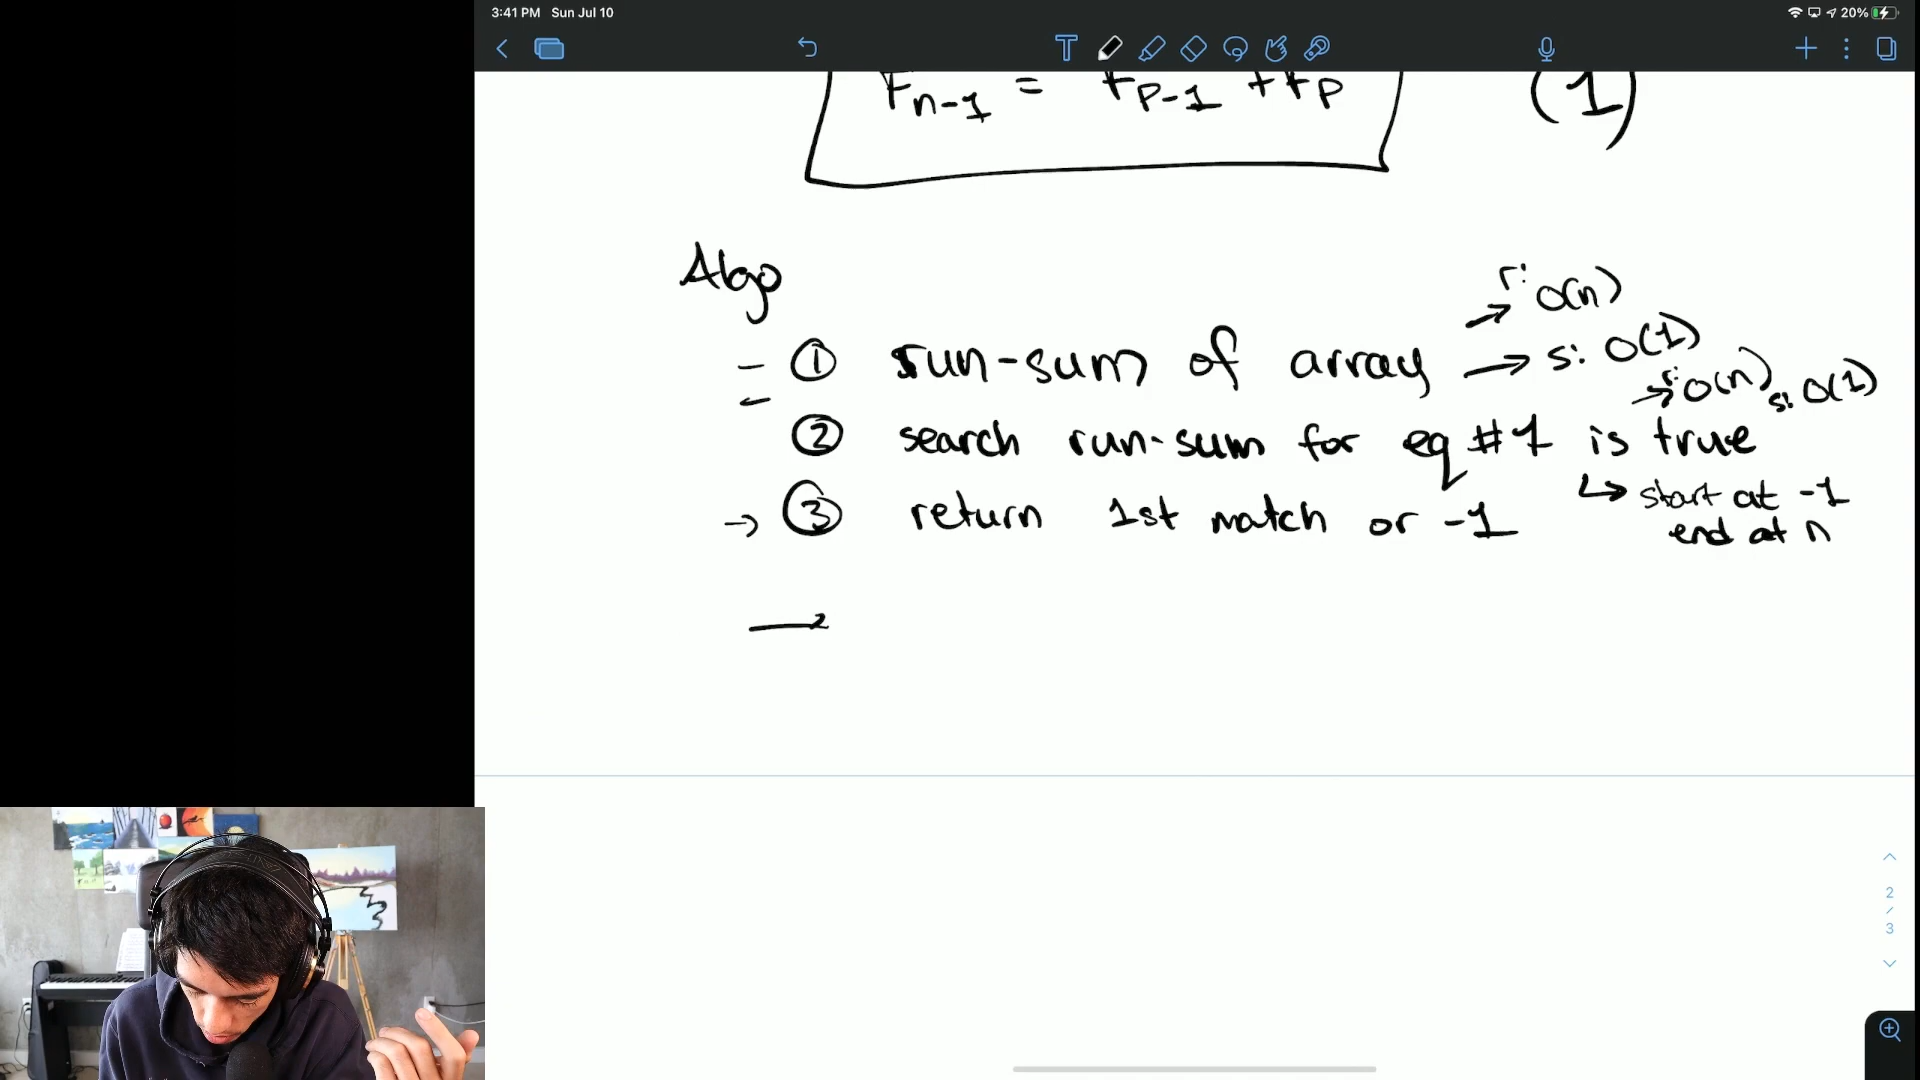 3:41 PM Sun Jul 10
20%
Fn-1 = Fp-1 + Fp (1)
Algo
r: O(n)
① run-sum of array → s: O(1)
→ r: O(n) s: O(1)
② search run-sum for eq #1 is true
↳ start at -1
end at n
→ ③ return 1st match or -1
2
/
3